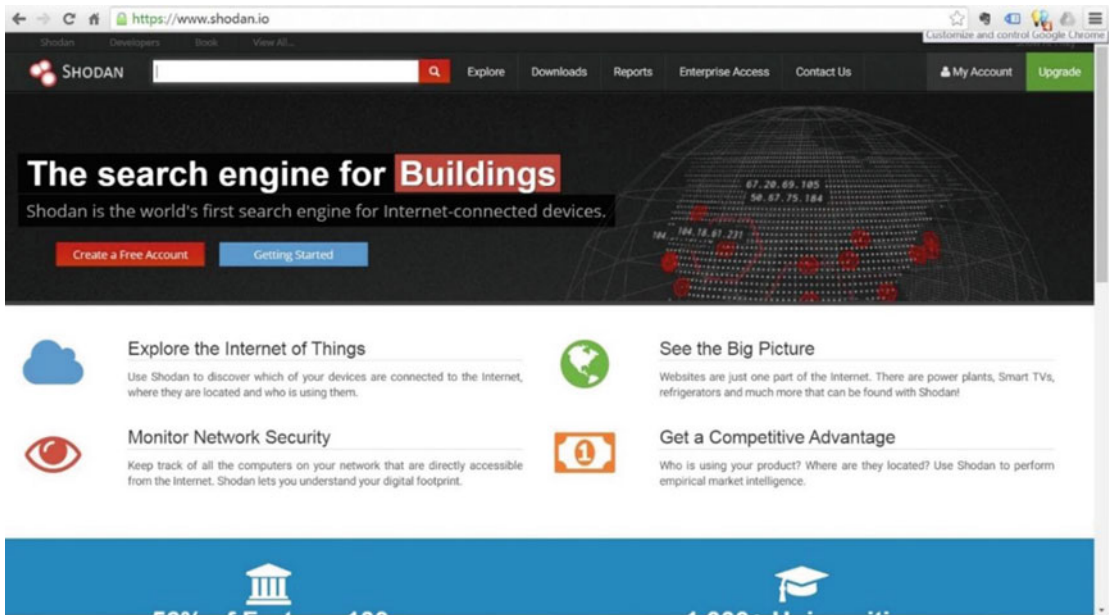 https://www.shodan.io
Customize and control Google Chrome
Shodan Developers Book View All...
SHODAN Explore Downloads Reports Enterprise Access Contact Us My Account Upgrade
The search engine for Buildings
Shodan is the world's first search engine for Internet-connected devices.
Create a Free Account Getting Started
67.20.69.105
50.87.75.184
104.18.61.231
104.
Explore the Internet of Things
Use Shodan to discover which of your devices are connected to the Internet,
where they are located and who is using them.
See the Big Picture
Websites are just one part of the Internet. There are power plants, Smart TVs,
refrigerators and much more that can be found with Shodan!
Monitor Network Security
Keep track of all the computers on your network that are directly accessible
from the Internet. Shodan lets you understand your digital footprint.
1
Get a Competitive Advantage
Who is using your product? Where are they located? Use Shodan to perform
empirical market intelligence.